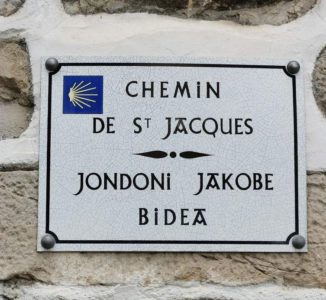 CHEMIN
DE ST JACQUES
JONDONI JAKOBE
BIDEA